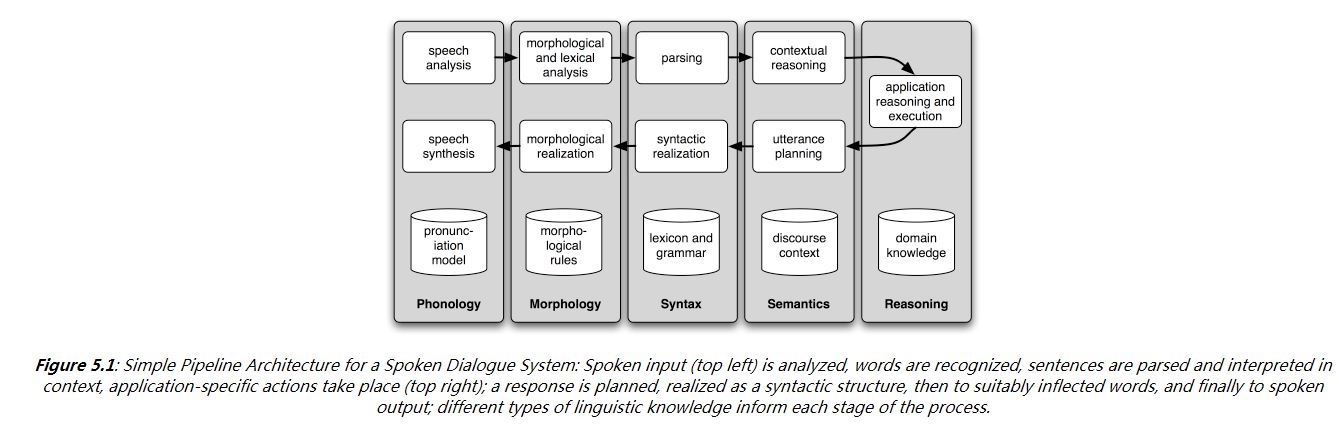 speech
analysis
morphological
and lexical
analysis
parsing
contextual
reasoning
application
reasoning and
execution
speech
synthesis
morphological
realization
syntactic
realization
utterance
planning
pronunc-
iation
model
morpho-
logical
rules
lexicon and
grammar
discourse
context
domain
knowledge
Phonology
Morphology
Syntax
Semantics
Reasoning
Figure 5.1: Simple Pipeline Architecture for a Spoken Dialogue System: Spoken input (top left) is analyzed, words are recognized, sentences are parsed and interpreted in
context, application-specific actions take place (top right); a response is planned, realized as a syntactic structure, then to suitably inflected words, and finally to spoken
output; different types of linguistic knowledge inform each stage of the process.